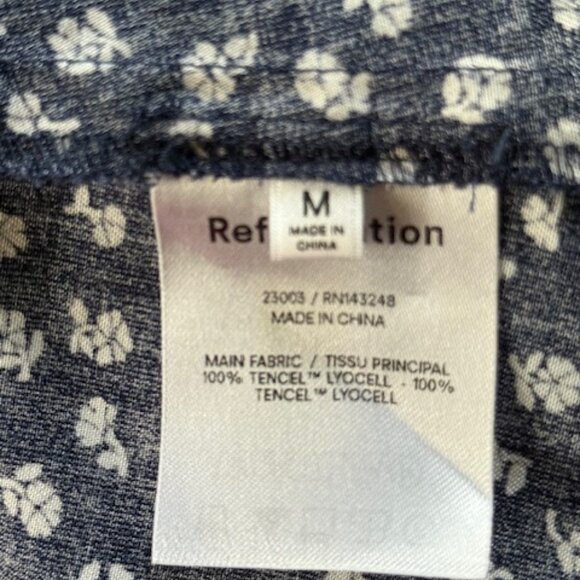 M
MADE IN
CHINA
Ref tion
23003 / RN143248
MADE IN CHINA
MAIN FABRIC / TISSU PRINCIPAL
100% TENCEL™ LYOCELL · 100%
TENCEL™ LYOCELL